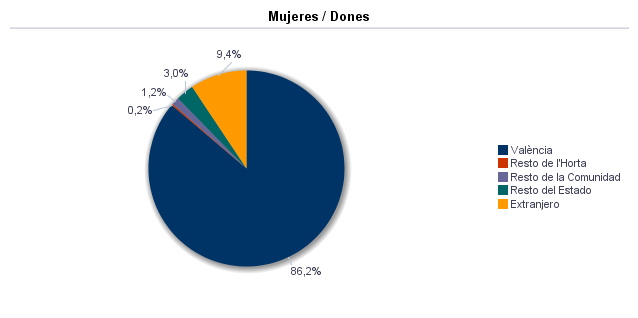 Mujeres / Dones
9,4%
3,0%
1,2%
0,2%
86,2%
València
Resto de l'Horta
Resto de la Comunidad
Resto del Estado
Extranjero